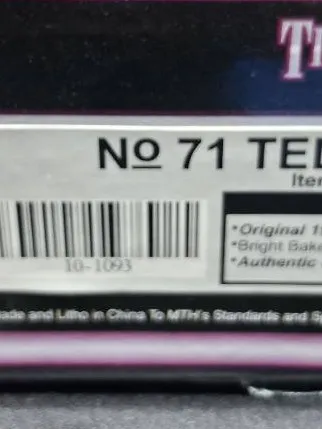 No 71 TEL
Item
10-1093
*Original 1
*Bright Bake
*Authentic
ade and Litho in China To MTH's Standards and Sp